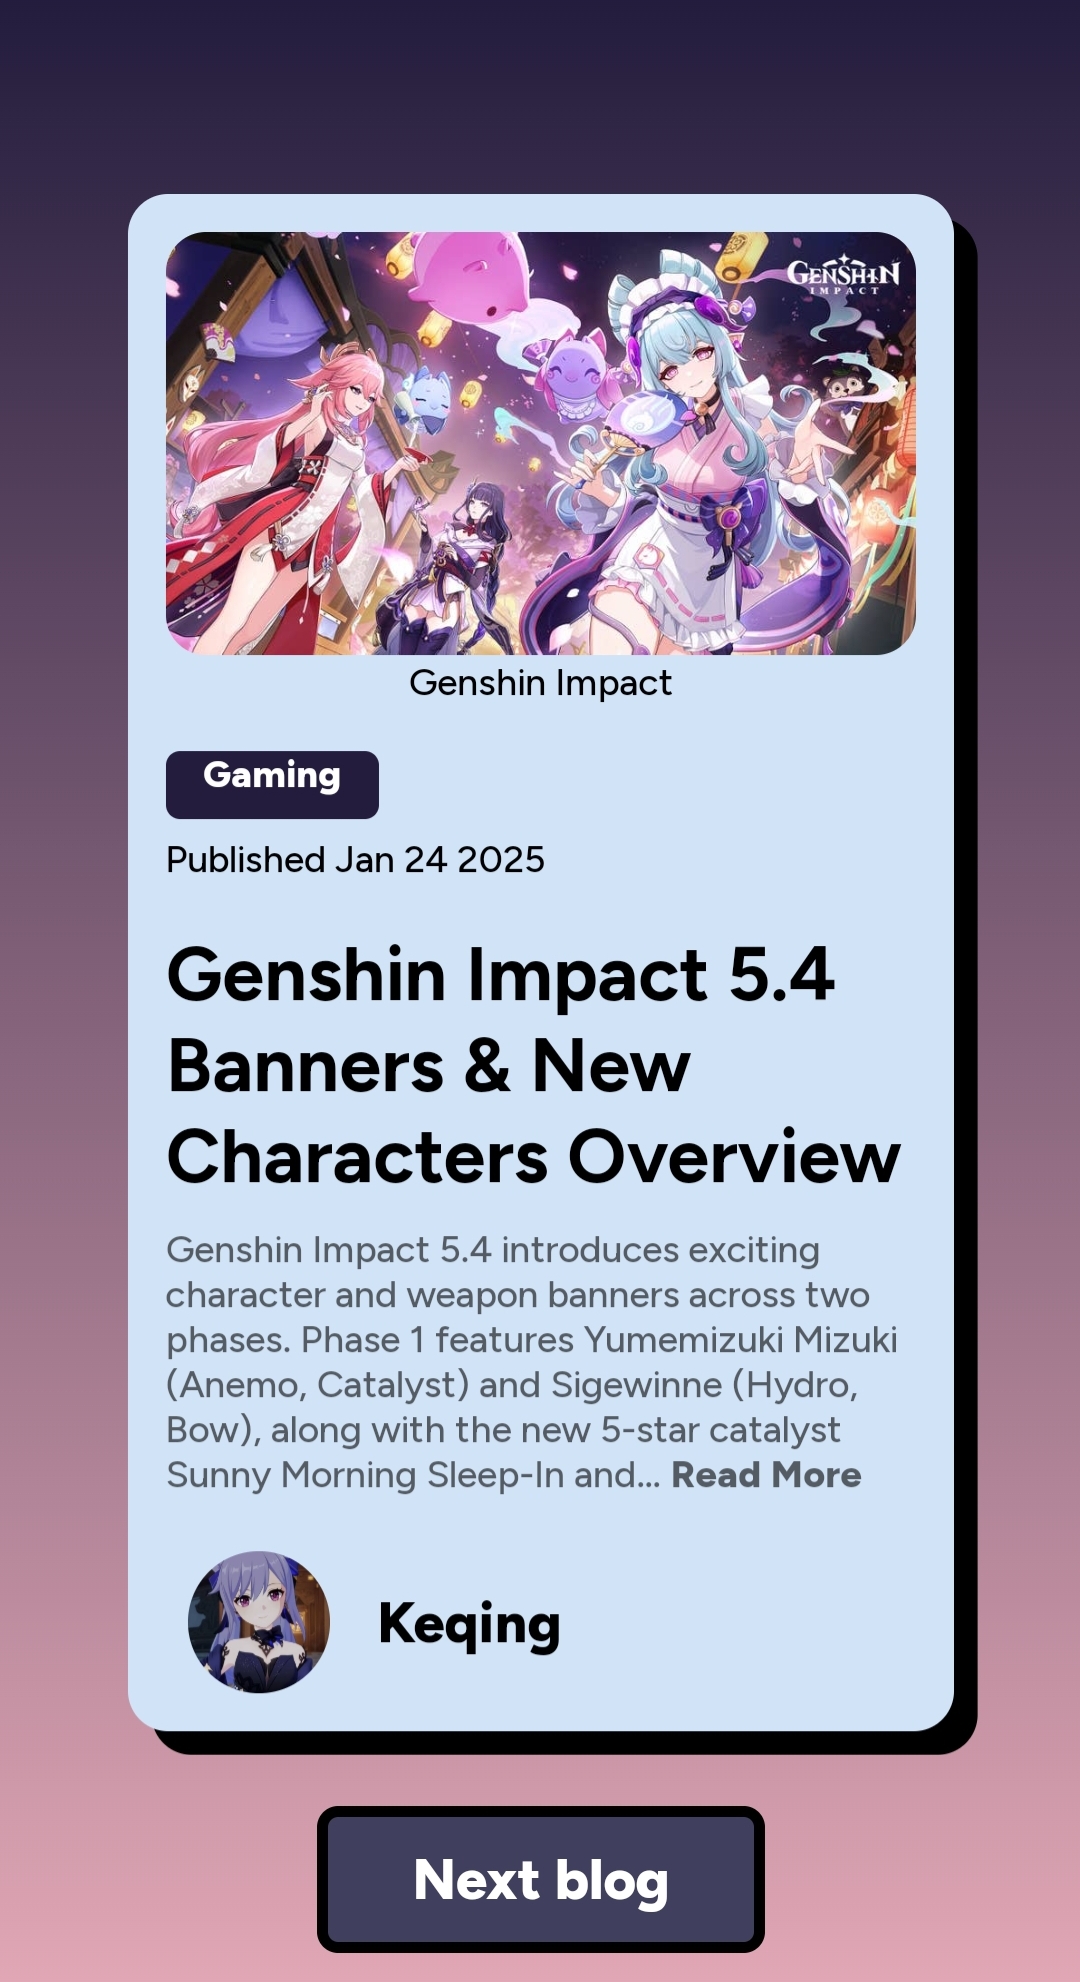 GENSHIN
IMPACT
Genshin Impact
Gaming
Published Jan 24 2025
Genshin Impact 5.4
Banners & New
Characters Overview
Genshin Impact 5.4 introduces exciting
character and weapon banners across two
phases. Phase 1 features Yumemizuki Mizuki
(Anemo, Catalyst) and Sigewinne (Hydro,
Bow), along with the new 5-star catalyst
Sunny Morning Sleep-In and... Read More
Keqing
Next blog